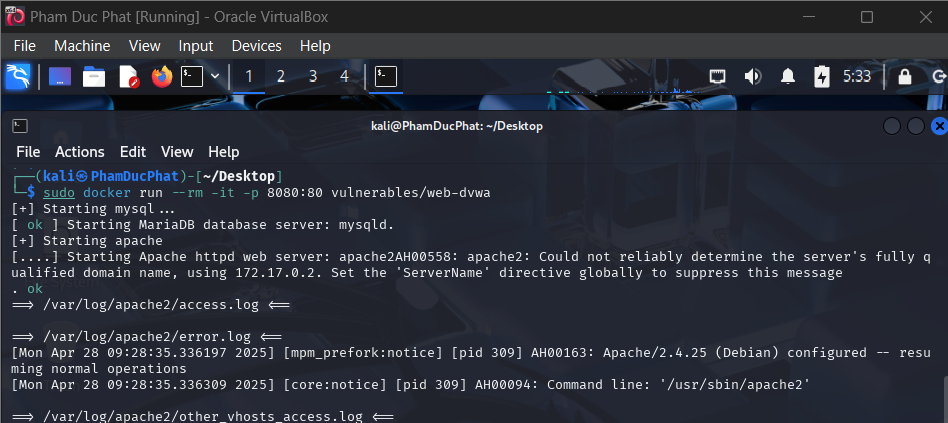 Pham Duc Phat [Running] - Oracle VirtualBox
File Machine View Input Devices Help
1 2 3 4 5:33
kali@PhamDucPhat: ~/Desktop
File Actions Edit View Help
┌──(kali㉿PhamDucPhat)-[~/Desktop]
└─$ sudo docker run --rm -it -p 8080:80 vulnerables/web-dvwa
[+] Starting mysql...
[ ok ] Starting MariaDB database server: mysqld.
[+] Starting apache
[....] Starting Apache httpd web server: apache2AH00558: apache2: Could not reliably determine the server's fully q
ualified domain name, using 172.17.0.2. Set the 'ServerName' directive globally to suppress this message
. ok
==> /var/log/apache2/access.log <==
==> /var/log/apache2/error.log <==
[Mon Apr 28 09:28:35.336197 2025] [mpm_prefork:notice] [pid 309] AH00163: Apache/2.4.25 (Debian) configured -- resu
ming normal operations
[Mon Apr 28 09:28:35.336309 2025] [core:notice] [pid 309] AH00094: Command line: '/usr/sbin/apache2'
==> /var/log/apache2/other_vhosts_access.log <==